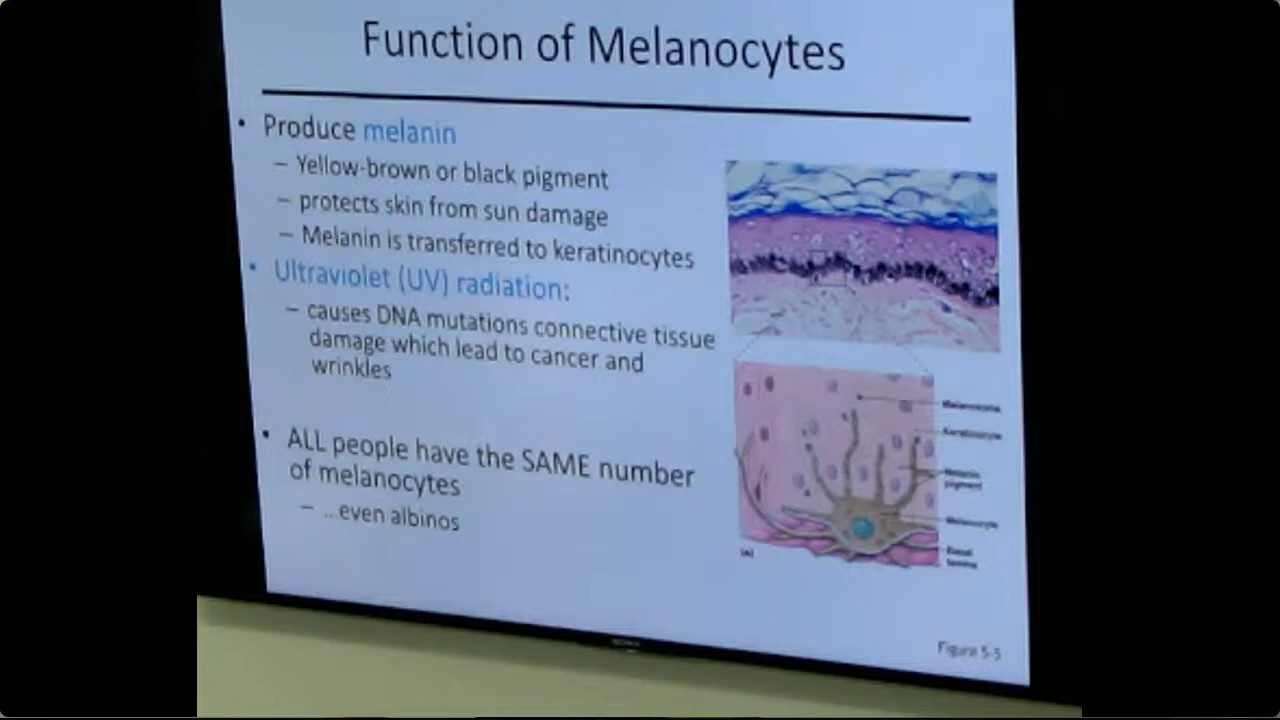 Function of Melanocytes
• Produce melanin
– Yellow-brown or black pigment
– protects skin from sun damage
– Melanin is transferred to keratinocytes
• Ultraviolet (UV) radiation:
– causes DNA mutations connective tissue
damage which lead to cancer and
wrinkles
• ALL people have the SAME number
of melanocytes
– ...even albinos
Keratinocyte
Melanin
pigment
Melanocyte
Basal
lamina
(a)
SONY
Figure 5-5